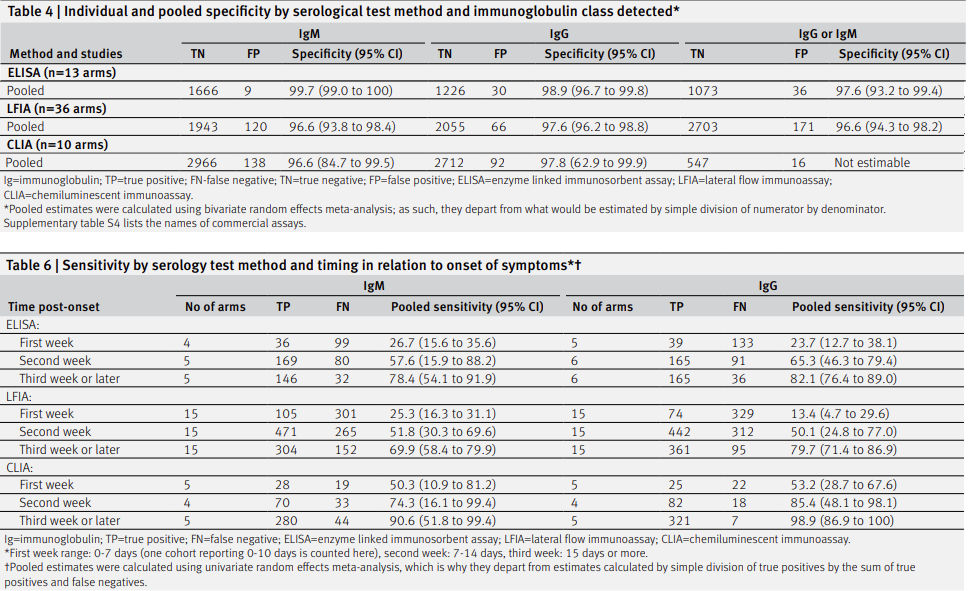 Table 4 | Individual and pooled specificity by serological test method and immunoglobulin class detected*
IgM IgG IgG or IgM
Method and studies TN FP Specificity (95% CI) TN FP Specificity (95% CI) TN FP Specificity (95% CI)
ELISA (n=13 arms)
Pooled 1666 9 99.7 (99.0 to 100) 1226 30 98.9 (96.7 to 99.8) 1073 36 97.6 (93.2 to 99.4)
LFIA (n=36 arms)
Pooled 1943 120 96.6 (93.8 to 98.4) 2055 66 97.6 (96.2 to 98.8) 2703 171 96.6 (94.3 to 98.2)
CLIA (n=10 arms)
Pooled 2966 138 96.6 (84.7 to 99.5) 2712 92 97.8 (62.9 to 99.9) 547 16 Not estimable
Ig=immunoglobulin; TP=true positive; FN-false negative; TN=true negative; FP=false positive; ELISA=enzyme linked immunosorbent assay; LFIA=lateral flow immunoassay;
CLIA=chemiluminescent immunoassay.
*Pooled estimates were calculated using bivariate random effects meta-analysis; as such, they depart from what would be estimated by simple division of numerator by denominator.
Supplementary table S4 lists the names of commercial assays.
Table 6 | Sensitivity by serology test method and timing in relation to onset of symptoms*†
IgM IgG
Time post-onset No of arms TP FN Pooled sensitivity (95% CI) No of arms TP FN Pooled sensitivity (95% CI)
ELISA:
First week 4 36 99 26.7 (15.6 to 35.6) 5 39 133 23.7 (12.7 to 38.1)
Second week 5 169 80 57.6 (15.9 to 88.2) 6 165 91 65.3 (46.3 to 79.4)
Third week or later 5 146 32 78.4 (54.1 to 91.9) 6 165 36 82.1 (76.4 to 89.0)
LFIA:
First week 15 105 301 25.3 (16.3 to 31.1) 15 74 329 13.4 (4.7 to 29.6)
Second week 15 471 265 51.8 (30.3 to 69.6) 15 442 312 50.1 (24.8 to 77.0)
Third week or later 15 304 152 69.9 (58.4 to 79.9) 15 361 95 79.7 (71.4 to 86.9)
CLIA:
First week 5 28 19 50.3 (10.9 to 81.2) 5 25 22 53.2 (28.7 to 67.6)
Second week 4 70 33 74.3 (16.1 to 99.4) 4 82 18 85.4 (48.1 to 98.1)
Third week or later 5 280 44 90.6 (51.8 to 99.4) 5 321 7 98.9 (86.9 to 100)
Ig=immunoglobulin; TP=true positive; FN=false negative; ELISA=enzyme linked immunosorbent assay; LFIA=lateral flow immunoassay; CLIA=chemiluminescent immunoassay.
*First week range: 0-7 days (one cohort reporting 0-10 days is counted here), second week: 7-14 days, third week: 15 days or more.
†Pooled estimates were calculated using univariate random effects meta-analysis, which is why they depart from estimates calculated by simple division of true positives by the sum of true
positives and false negatives.